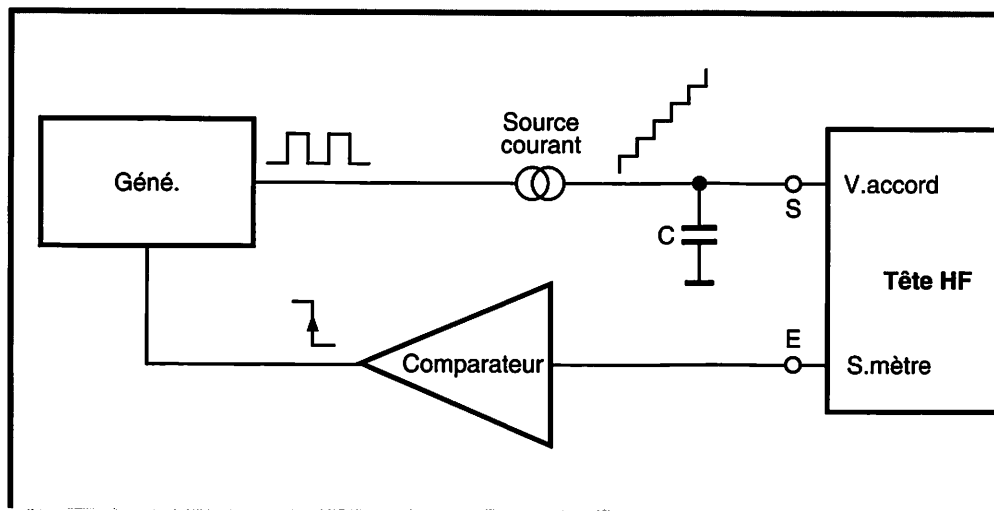 Source
courant
Géné.
V.accord
S
C
Tête HF
E
Comparateur
S.mètre